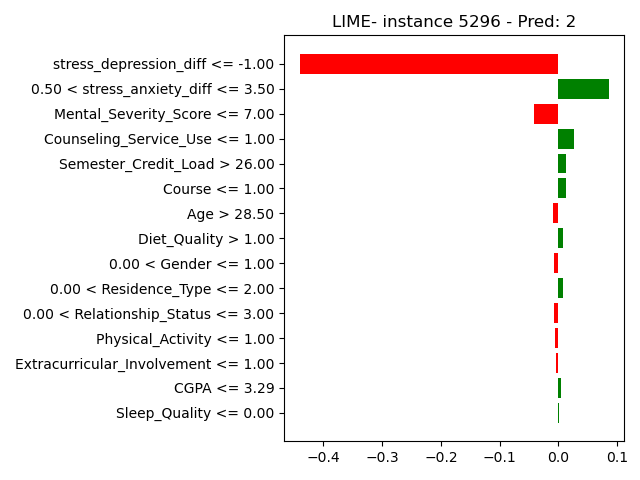 LIME- instance 5296 - Pred: 2
stress_depression_diff <= -1.00
0.50 < stress_anxiety_diff <= 3.50
Mental_Severity_Score <= 7.00
Counseling_Service_Use <= 1.00
Semester_Credit_Load > 26.00
Course <= 1.00
Age > 28.50
Diet_Quality > 1.00
0.00 < Gender <= 1.00
0.00 < Residence_Type <= 2.00
0.00 < Relationship_Status <= 3.00
Physical_Activity <= 1.00
Extracurricular_Involvement <= 1.00
CGPA <= 3.29
Sleep_Quality <= 0.00
−0.4 −0.3 −0.2 −0.1 0.0 0.1